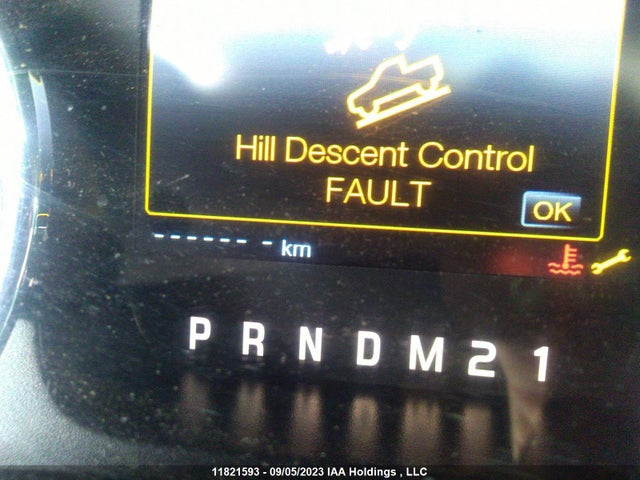 Hill Descent Control
FAULT
OK
------- km
P R N D M 2 1
11821593 - 09/05/2023 IAA Holdings , LLC